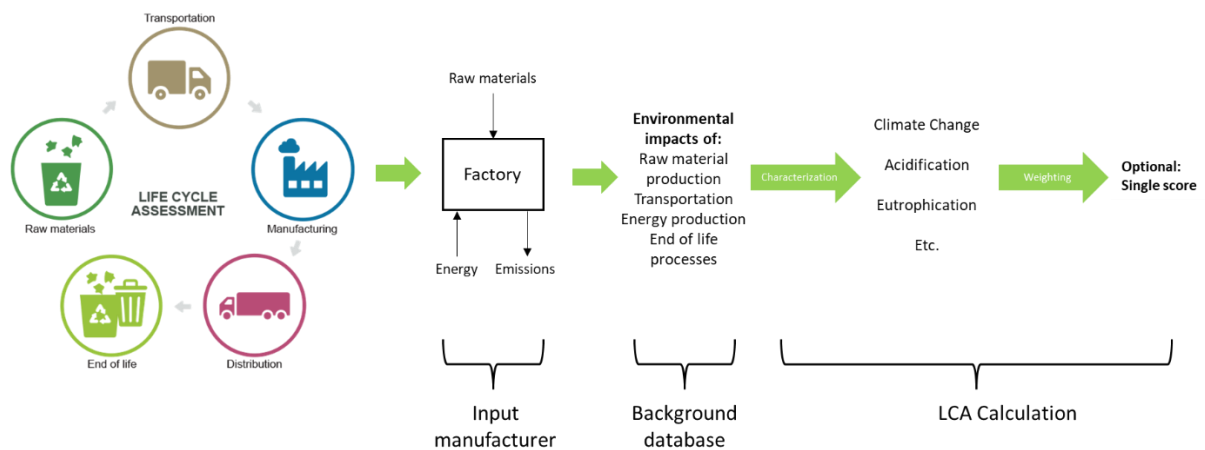 Transportation
LIFE CYCLE
ASSESSMENT
Raw materials
Manufacturing
End of life
Distribution
Raw materials
Factory
Energy
Emissions
Input
manufacturer
Environmental
impacts of:
Raw material
production
Transportation
Energy production
End of life
processes
Background
database
Characterization
Climate Change
Acidification
Eutrophication
Etc.
Weighting
Optional:
Single score
LCA Calculation